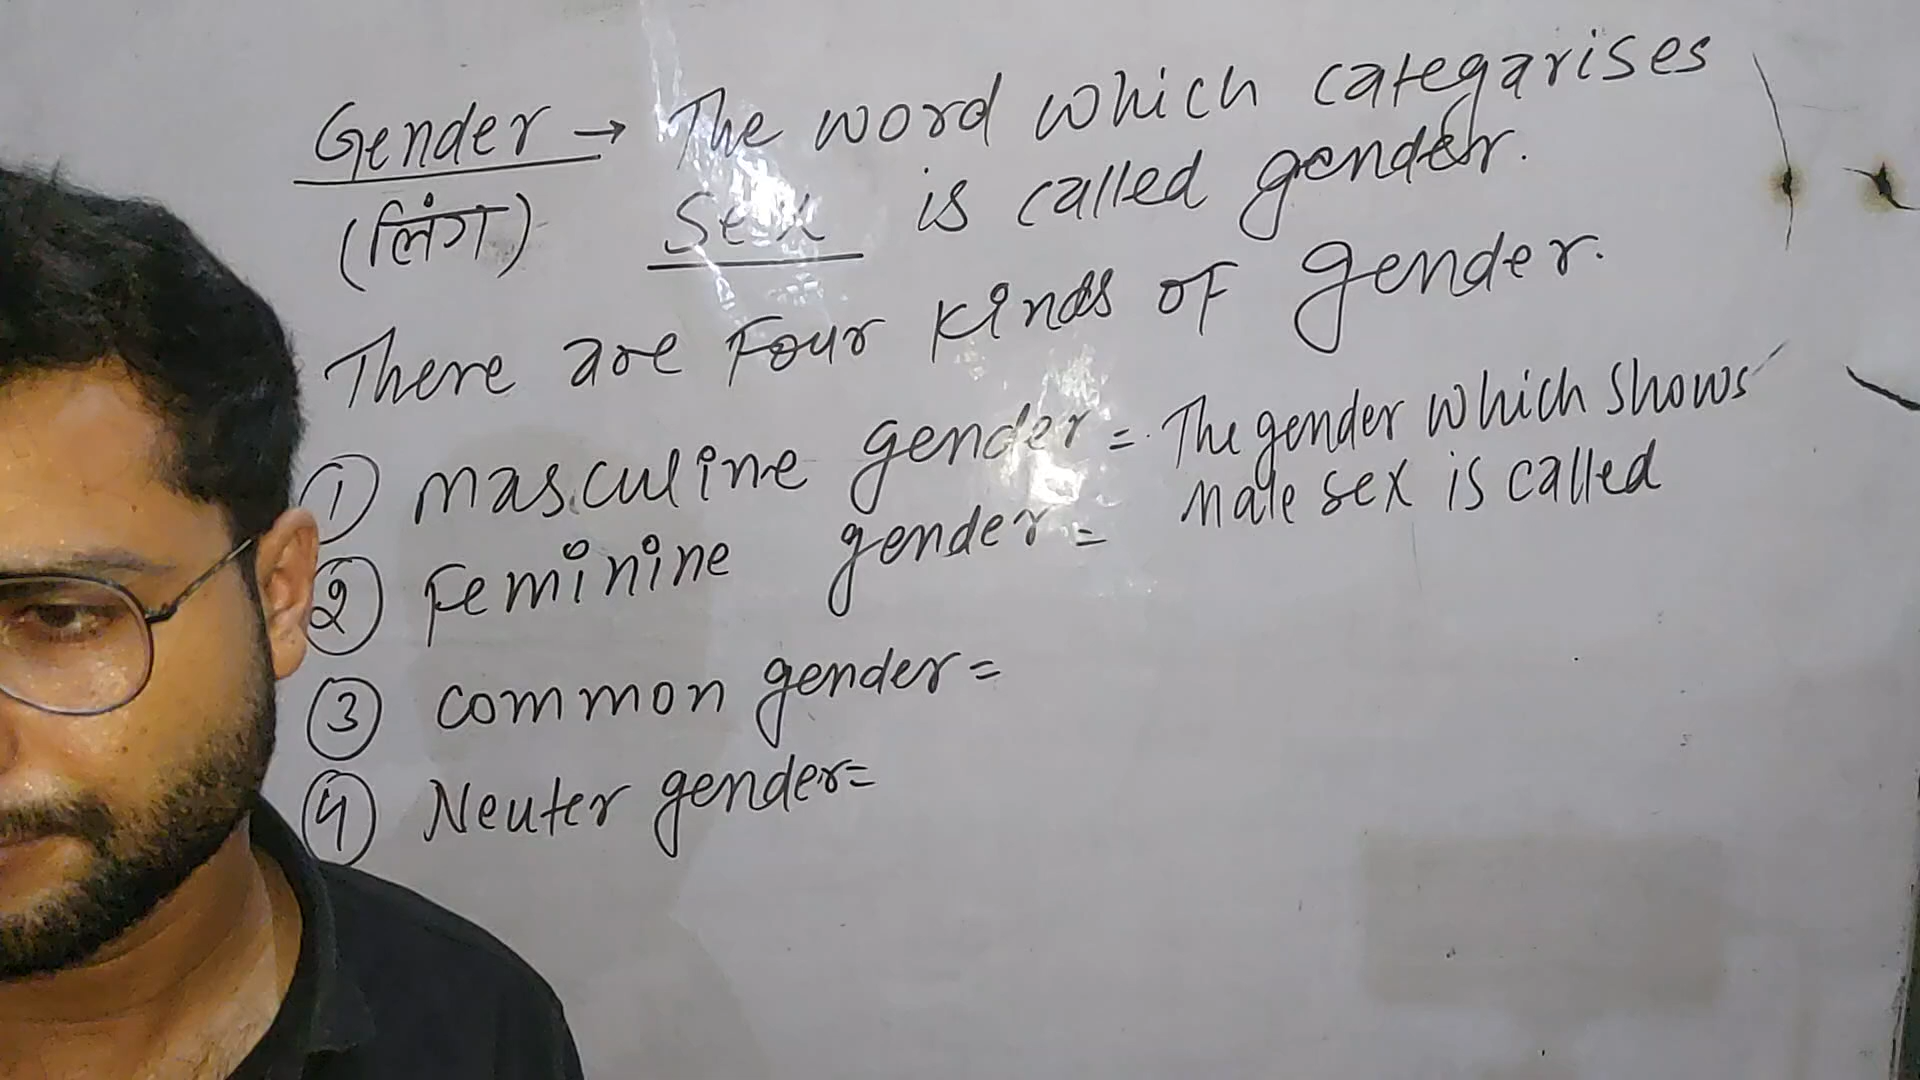 Gender → The word which categarises
(लिंग) Sex is called gender.
There are Four kinds of gender.
① masculine gender = The gender which shows
male sex is called
② Feminine gender =
③ common gender =
④ Neuter gender =